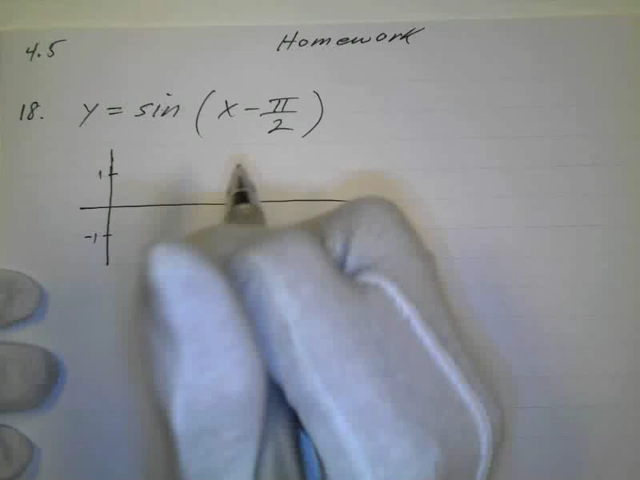 4.5 Homework
18. y = sin (x - π/2)
1
-1